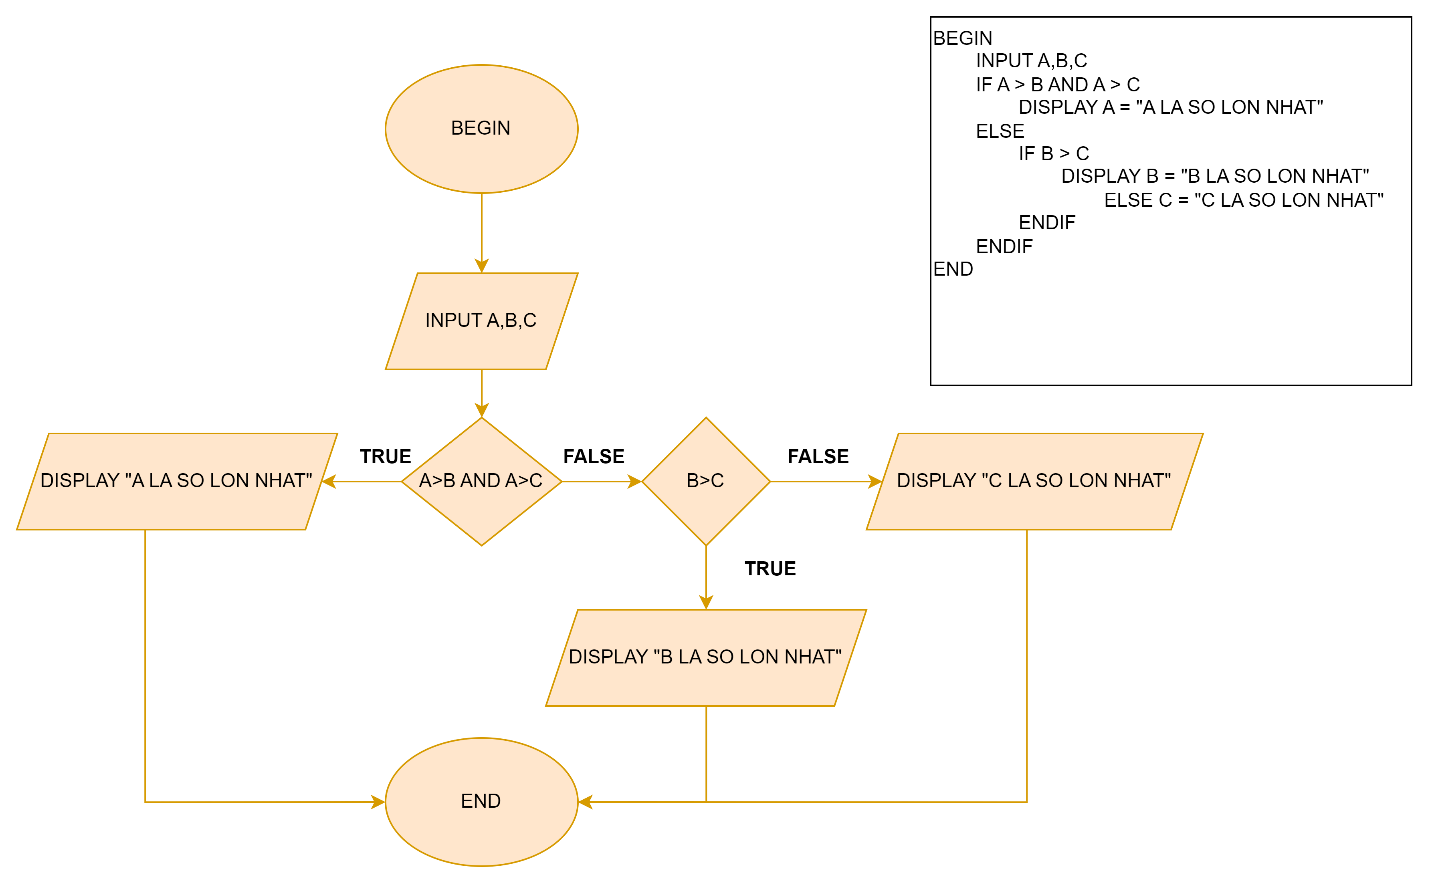 BEGIN
INPUT A,B,C
IF A > B AND A > C
DISPLAY A = "A LA SO LON NHAT"
ELSE
IF B > C
DISPLAY B = "B LA SO LON NHAT"
ELSE C = "C LA SO LON NHAT"
ENDIF
ENDIF
END
BEGIN
INPUT A,B,C
TRUE
FALSE
FALSE
DISPLAY "A LA SO LON NHAT"
A>B AND A>C
B>C
DISPLAY "C LA SO LON NHAT"
TRUE
DISPLAY "B LA SO LON NHAT"
END